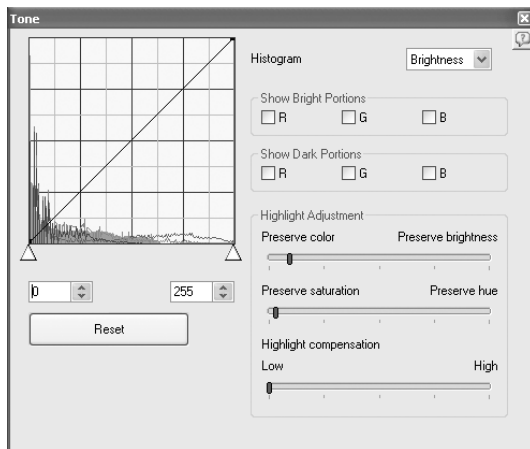 Tone
Histogram
Brightness
Show Bright Portions
R G B
Show Dark Portions
R G B
Highlight Adjustment
Preserve color Preserve brightness
Preserve saturation Preserve hue
Highlight compensation
Low High
0 255
Reset